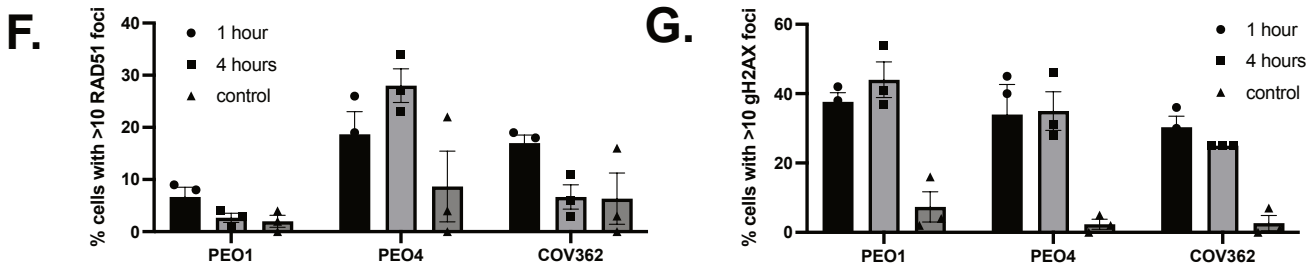 F.
% cells with >10 RAD51 foci
40
30
20
10
0
1 hour
4 hours
control
PEO1
PEO4
COV362
G.
% cells with >10 gH2AX foci
60
40
20
0
1 hour
4 hours
control
PEO1
PEO4
COV362